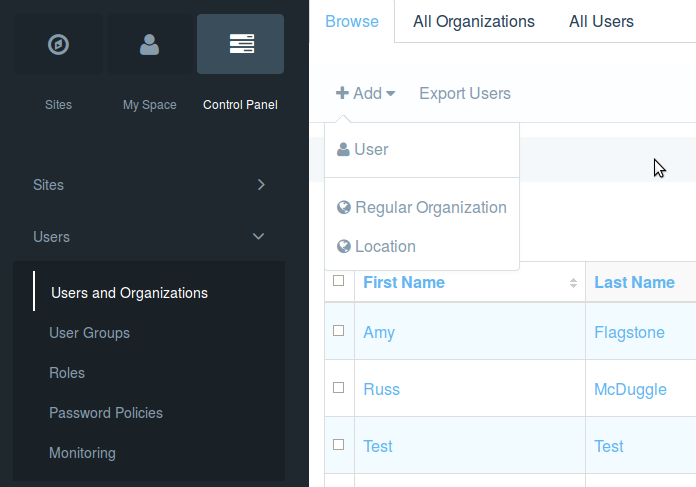 Sites
My Space
Control Panel
Sites
Users
Users and Organizations
User Groups
Roles
Password Policies
Monitoring
Browse
All Organizations
All Users
Add
Export Users
User
Regular Organization
Location
First Name
Last Name
Amy
Flagstone
Russ
McDuggle
Test
Test